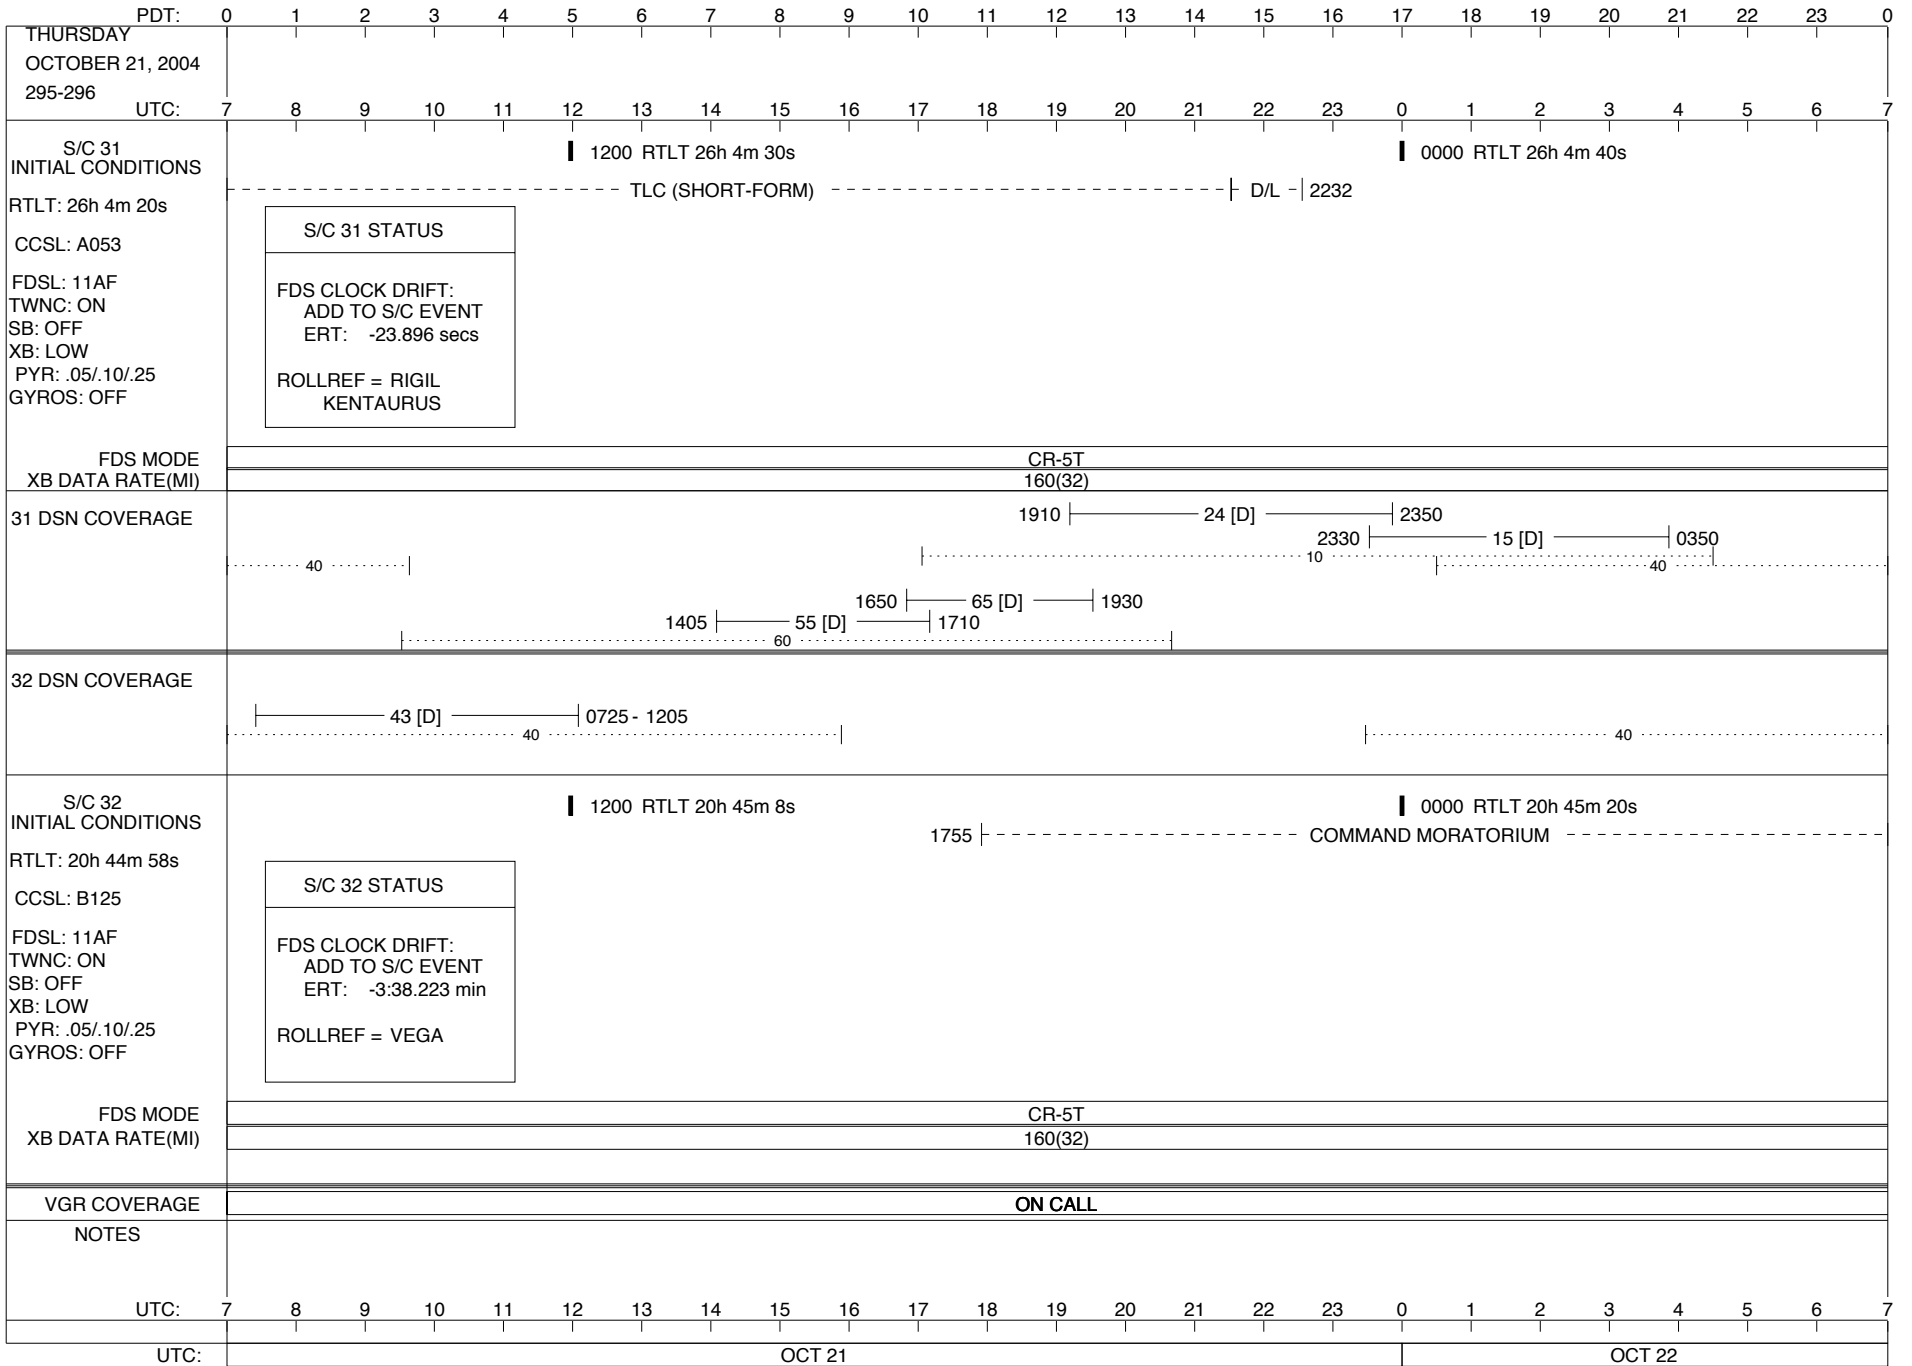 PDT: 0 1 2 3 4 5 6 7 8 9 10 11 12 13 14 15 16 17 18 19 20 21 22 23 0
THURSDAY
OCTOBER 21, 2004
295-296
UTC: 7 8 9 10 11 12 13 14 15 16 17 18 19 20 21 22 23 0 1 2 3 4 5 6 7
S/C 31
INITIAL CONDITIONS
RTLT: 26h 4m 20s
CCSL: A053
FDSL: 11AF
TWNC: ON
SB: OFF
XB: LOW
PYR: .05/.10/.25
GYROS: OFF
1200 RTLT 26h 4m 30s
0000 RTLT 26h 4m 40s
TLC (SHORT-FORM) D/L 2232
S/C 31 STATUS
FDS CLOCK DRIFT:
ADD TO S/C EVENT
ERT: -23.896 secs
ROLLREF = RIGIL
KENTAURUS
FDS MODE CR-5T
XB DATA RATE(MI) 160(32)
31 DSN COVERAGE
1910 24 [D] 2350
2330 15 [D] 0350
10
40 40
1650 65 [D] 1930
1405 55 [D] 1710
60
32 DSN COVERAGE
43 [D] 0725 - 1205
40 40
S/C 32
INITIAL CONDITIONS
RTLT: 20h 44m 58s
CCSL: B125
FDSL: 11AF
TWNC: ON
SB: OFF
XB: LOW
PYR: .05/.10/.25
GYROS: OFF
1200 RTLT 20h 45m 8s
0000 RTLT 20h 45m 20s
1755 COMMAND MORATORIUM
S/C 32 STATUS
FDS CLOCK DRIFT:
ADD TO S/C EVENT
ERT: -3:38.223 min
ROLLREF = VEGA
FDS MODE CR-5T
XB DATA RATE(MI) 160(32)
VGR COVERAGE ON CALL
NOTES
UTC: 7 8 9 10 11 12 13 14 15 16 17 18 19 20 21 22 23 0 1 2 3 4 5 6 7
UTC: OCT 21 OCT 22